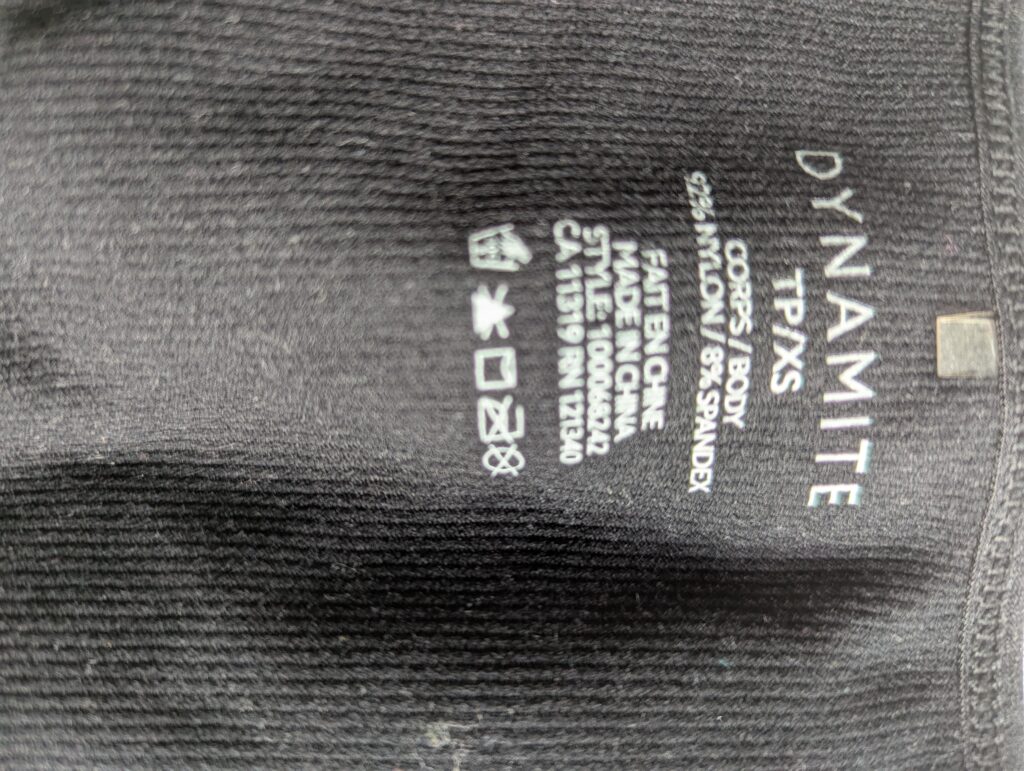 DYNAMITE
TP/XS
CORPS / BODY
92% NYLON / 8% SPANDEX
FAIT EN CHINE
MADE IN CHINA
STYLE: 100068242
CA 11319 RN 121340